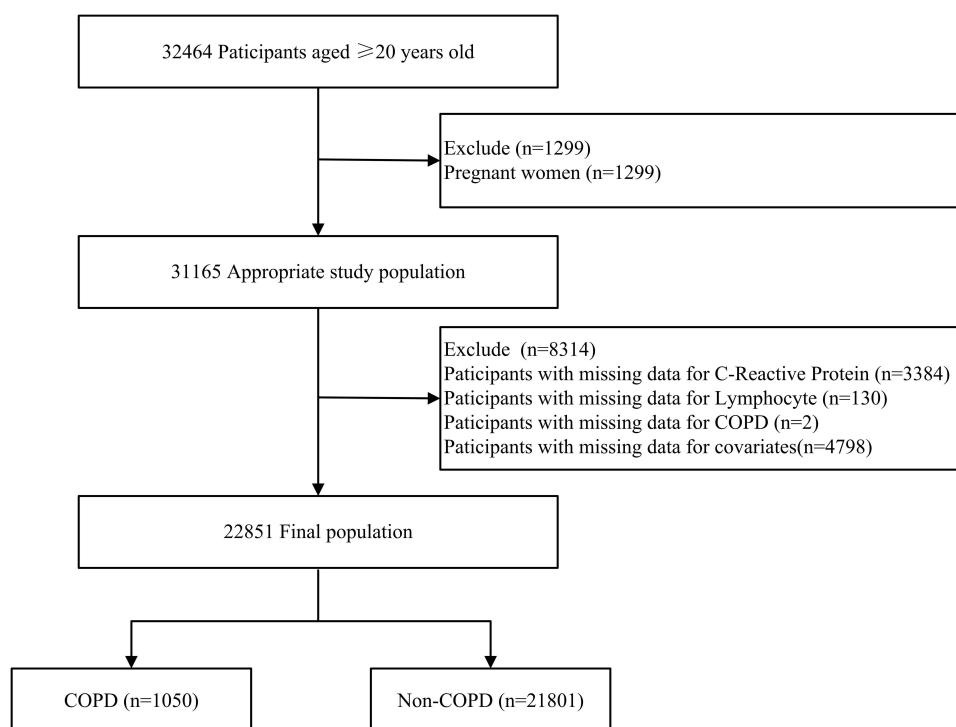 32464 Paticipants aged ⩾20 years old
Exclude (n=1299)
Pregnant women (n=1299)
31165 Appropriate study population
Exclude (n=8314)
Paticipants with missing data for C-Reactive Protein (n=3384)
Paticipants with missing data for Lymphocyte (n=130)
Paticipants with missing data for COPD (n=2)
Paticipants with missing data for covariates(n=4798)
22851 Final population
COPD (n=1050)
Non-COPD (n=21801)